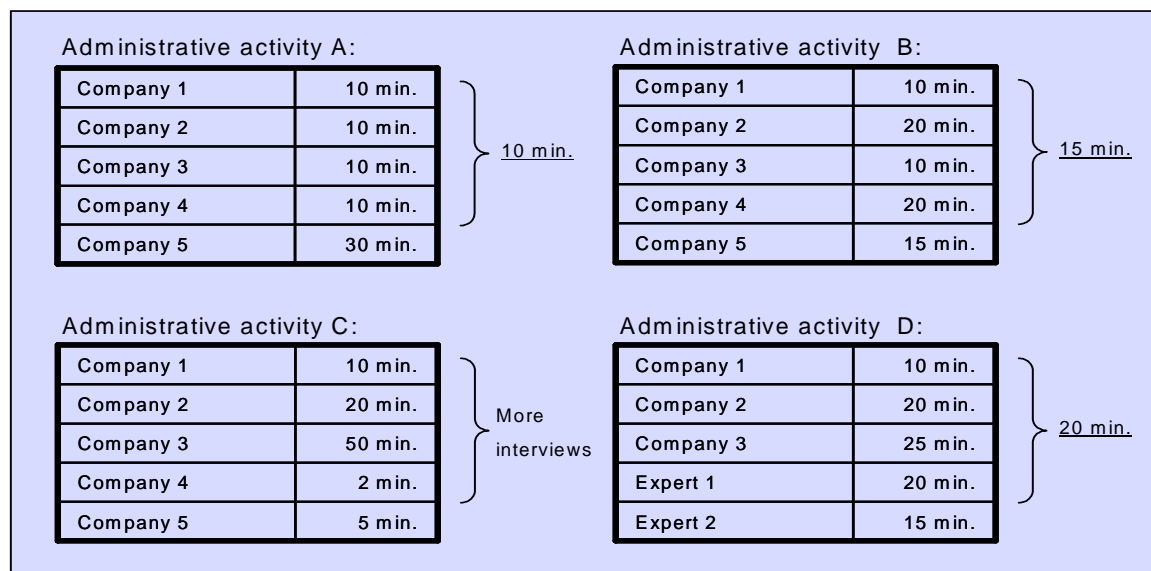 Administrative activity A:
Company 1 10 min.
Company 2 10 min.
Company 3 10 min.
Company 4 10 min.
Company 5 30 min.
10 min.
Administrative activity B:
Company 1 10 min.
Company 2 20 min.
Company 3 10 min.
Company 4 20 min.
Company 5 15 min.
15 min.
Administrative activity C:
Company 1 10 min.
Company 2 20 min.
Company 3 50 min.
Company 4 2 min.
Company 5 5 min.
More
interviews
Administrative activity D:
Company 1 10 min.
Company 2 20 min.
Company 3 25 min.
Expert 1 20 min.
Expert 2 15 min.
20 min.